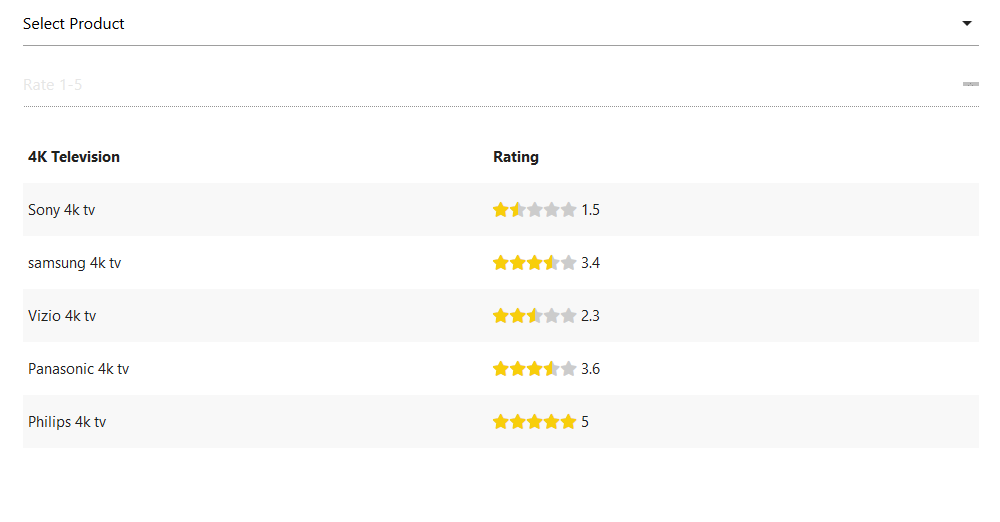 Select Product
Rate 1-5
4K Television Rating
Sony 4k tv 1.5
samsung 4k tv 3.4
Vizio 4k tv 2.3
Panasonic 4k tv 3.6
Philips 4k tv 5